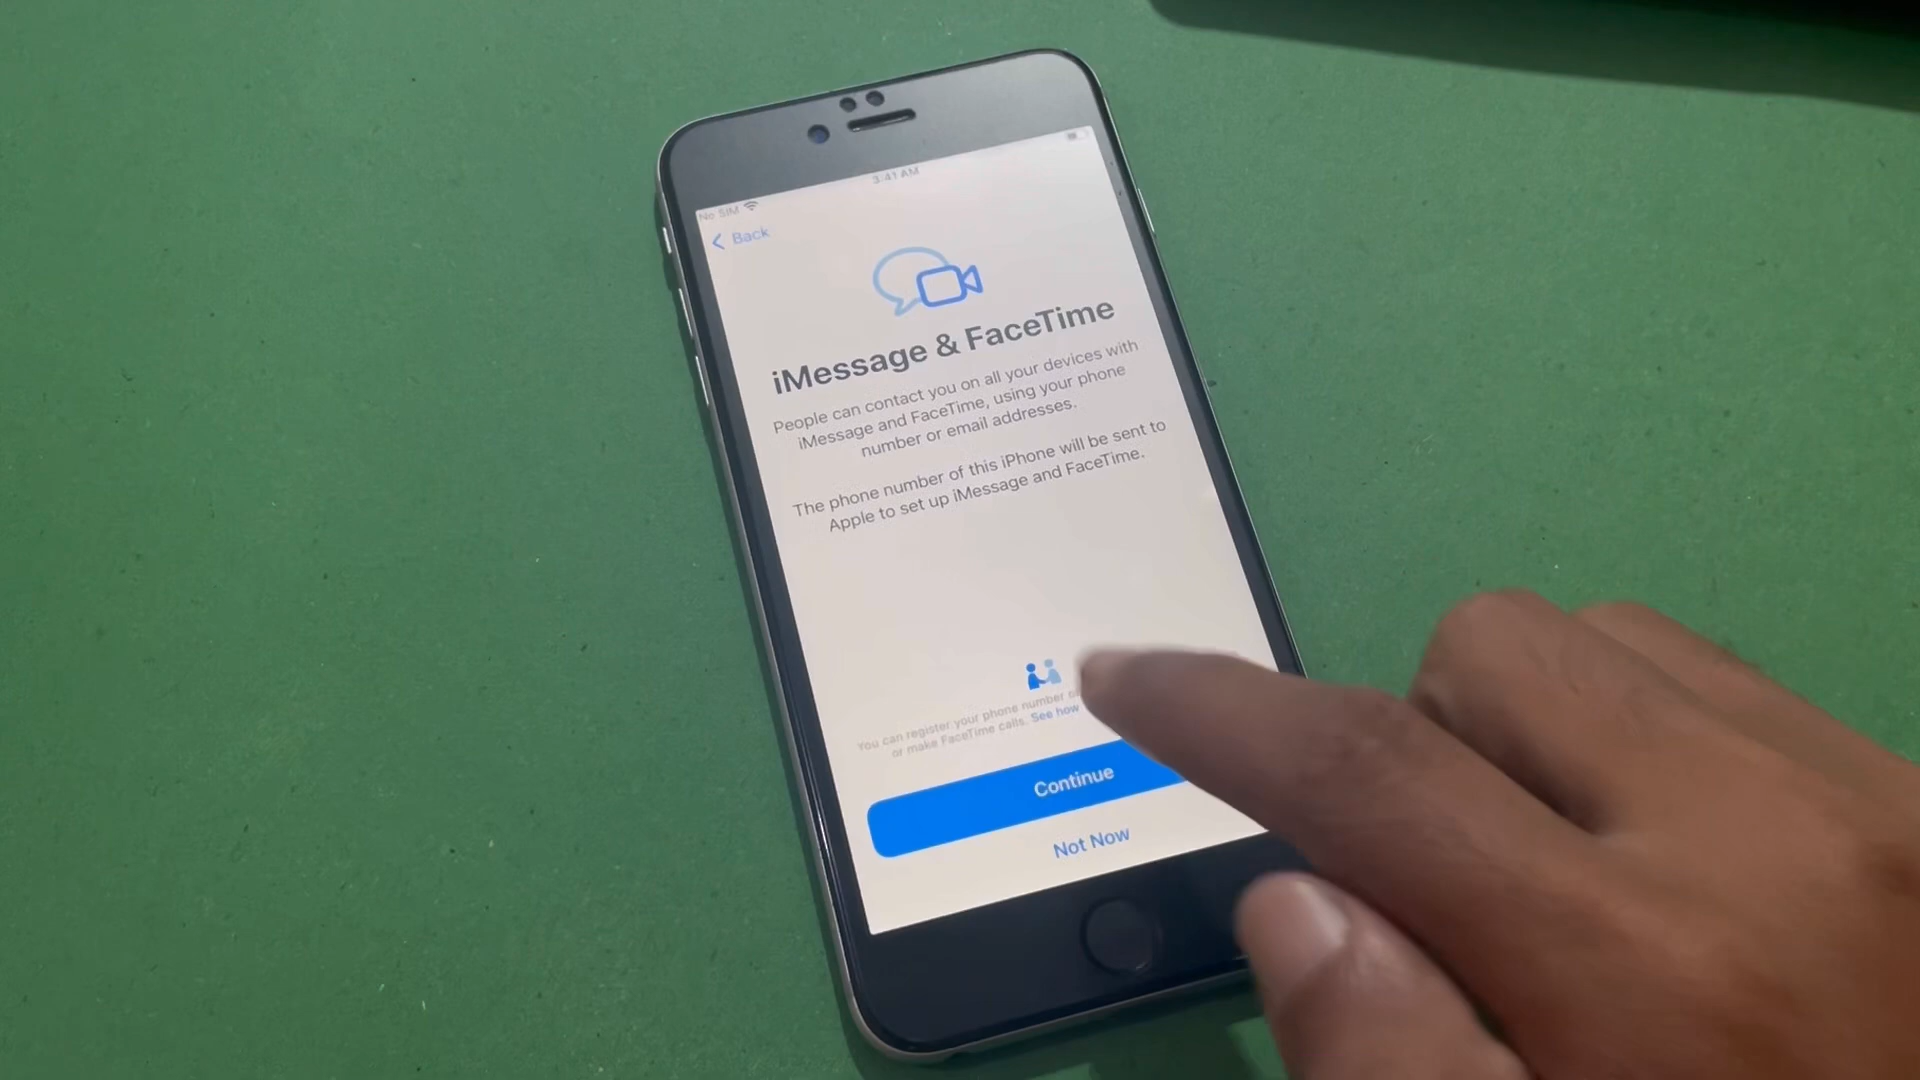 3:41 AM
No SIM
Back
iMessage & FaceTime
People can contact you on all your devices with
iMessage and FaceTime, using your phone
number or email addresses.
The phone number of this iPhone will be sent to
Apple to set up iMessage and FaceTime.
You can register your phone number
or make FaceTime calls. See how
Continue
Not Now